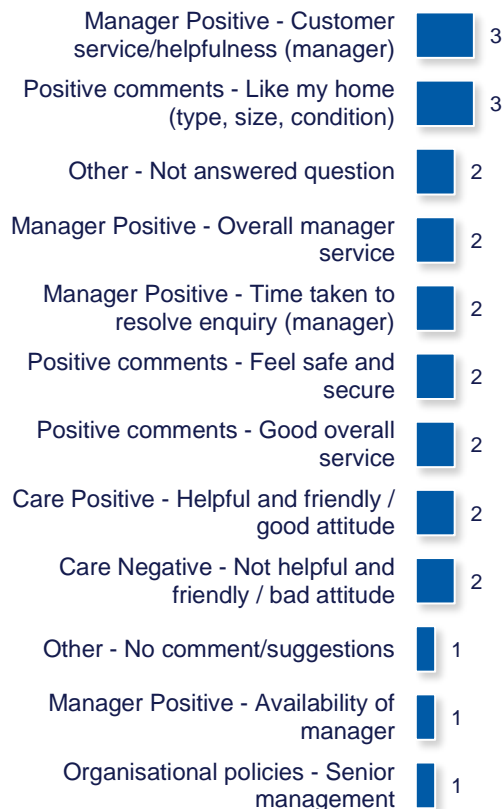 Manager Positive - Customer
service/helpfulness (manager)
3
Positive comments - Like my home
(type, size, condition)
3
Other - Not answered question
2
Manager Positive - Overall manager
service
2
Manager Positive - Time taken to
resolve enquiry (manager)
2
Positive comments - Feel safe and
secure
2
Positive comments - Good overall
service
2
Care Positive - Helpful and friendly /
good attitude
2
Care Negative - Not helpful and
friendly / bad attitude
2
Other - No comment/suggestions
1
Manager Positive - Availability of
manager
1
Organisational policies - Senior
management
1